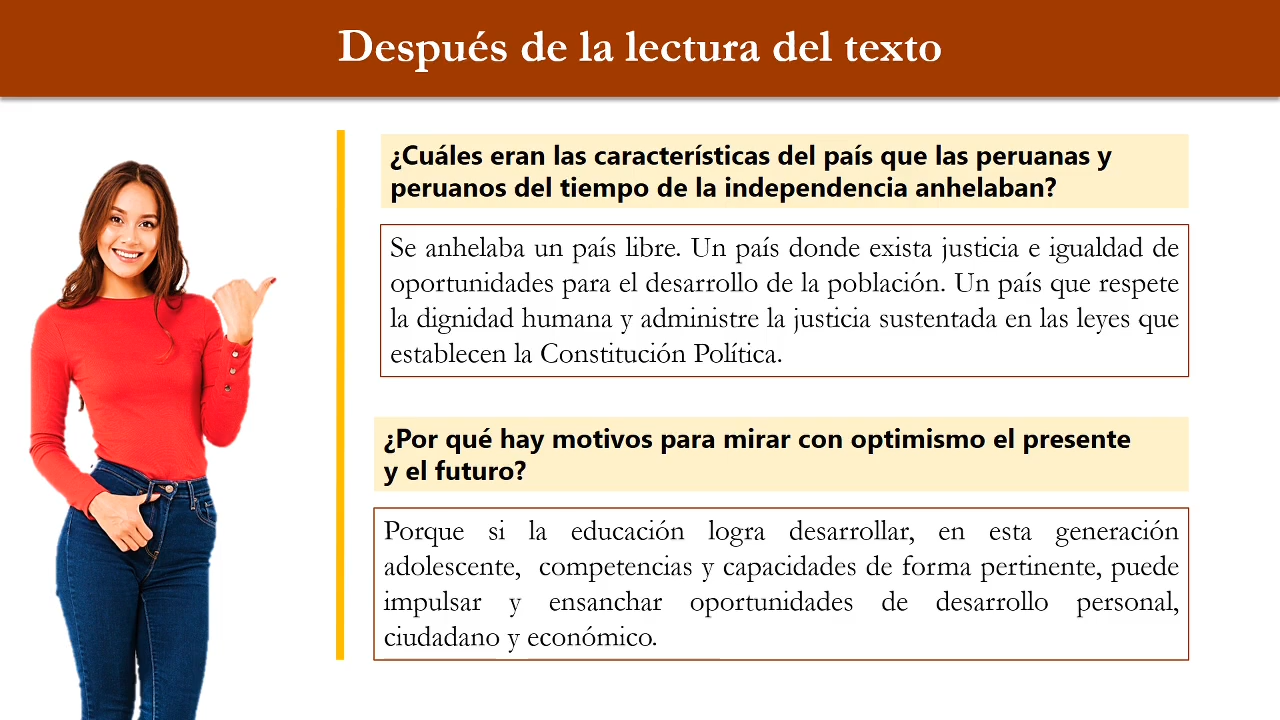 Después de la lectura del texto
¿Cuáles eran las características del país que las peruanas y
peruanos del tiempo de la independencia anhelaban?
Se anhelaba un país libre. Un país donde exista justicia e igualdad de
oportunidades para el desarrollo de la población. Un país que respete
la dignidad humana y administre la justicia sustentada en las leyes que
establecen la Constitución Política.
¿Por qué hay motivos para mirar con optimismo el presente
y el futuro?
Porque si la educación logra desarrollar, en esta generación
adolescente, competencias y capacidades de forma pertinente, puede
impulsar y ensanchar oportunidades de desarrollo personal,
ciudadano y económico.